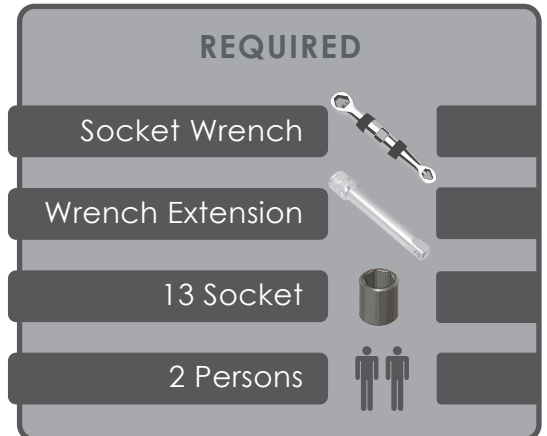 REQUIRED
Socket Wrench
Wrench Extension
13 Socket
2 Persons